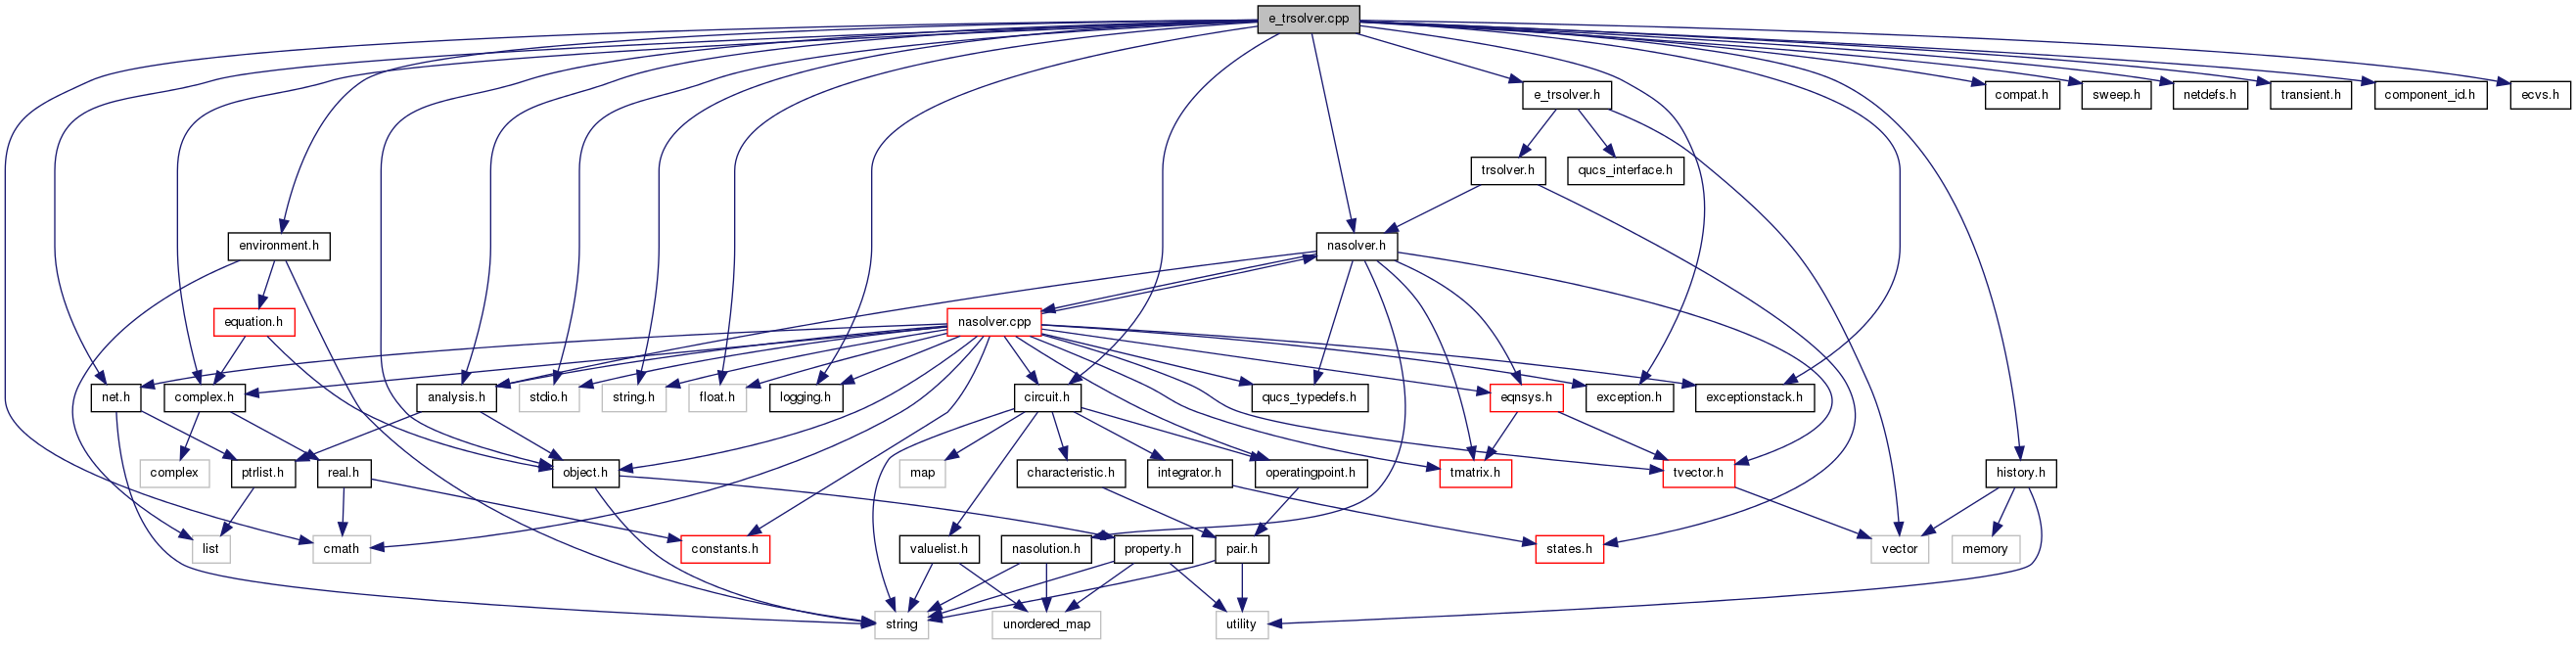 e_trsolver.cpp
e_trsolver.h
compat.h
sweep.h
netdefs.h
transient.h
component_id.h
ecvs.h
trsolver.h
qucs_interface.h
environment.h
nasolver.h
equation.h
nasolver.cpp
net.h
complex.h
analysis.h
stdio.h
string.h
float.h
logging.h
circuit.h
qucs_typedefs.h
eqnsys.h
exception.h
exceptionstack.h
complex
ptrlist.h
real.h
object.h
map
characteristic.h
integrator.h
operatingpoint.h
tmatrix.h
tvector.h
history.h
list
cmath
constants.h
valuelist.h
nasolution.h
property.h
pair.h
states.h
vector
memory
string
unordered_map
utility